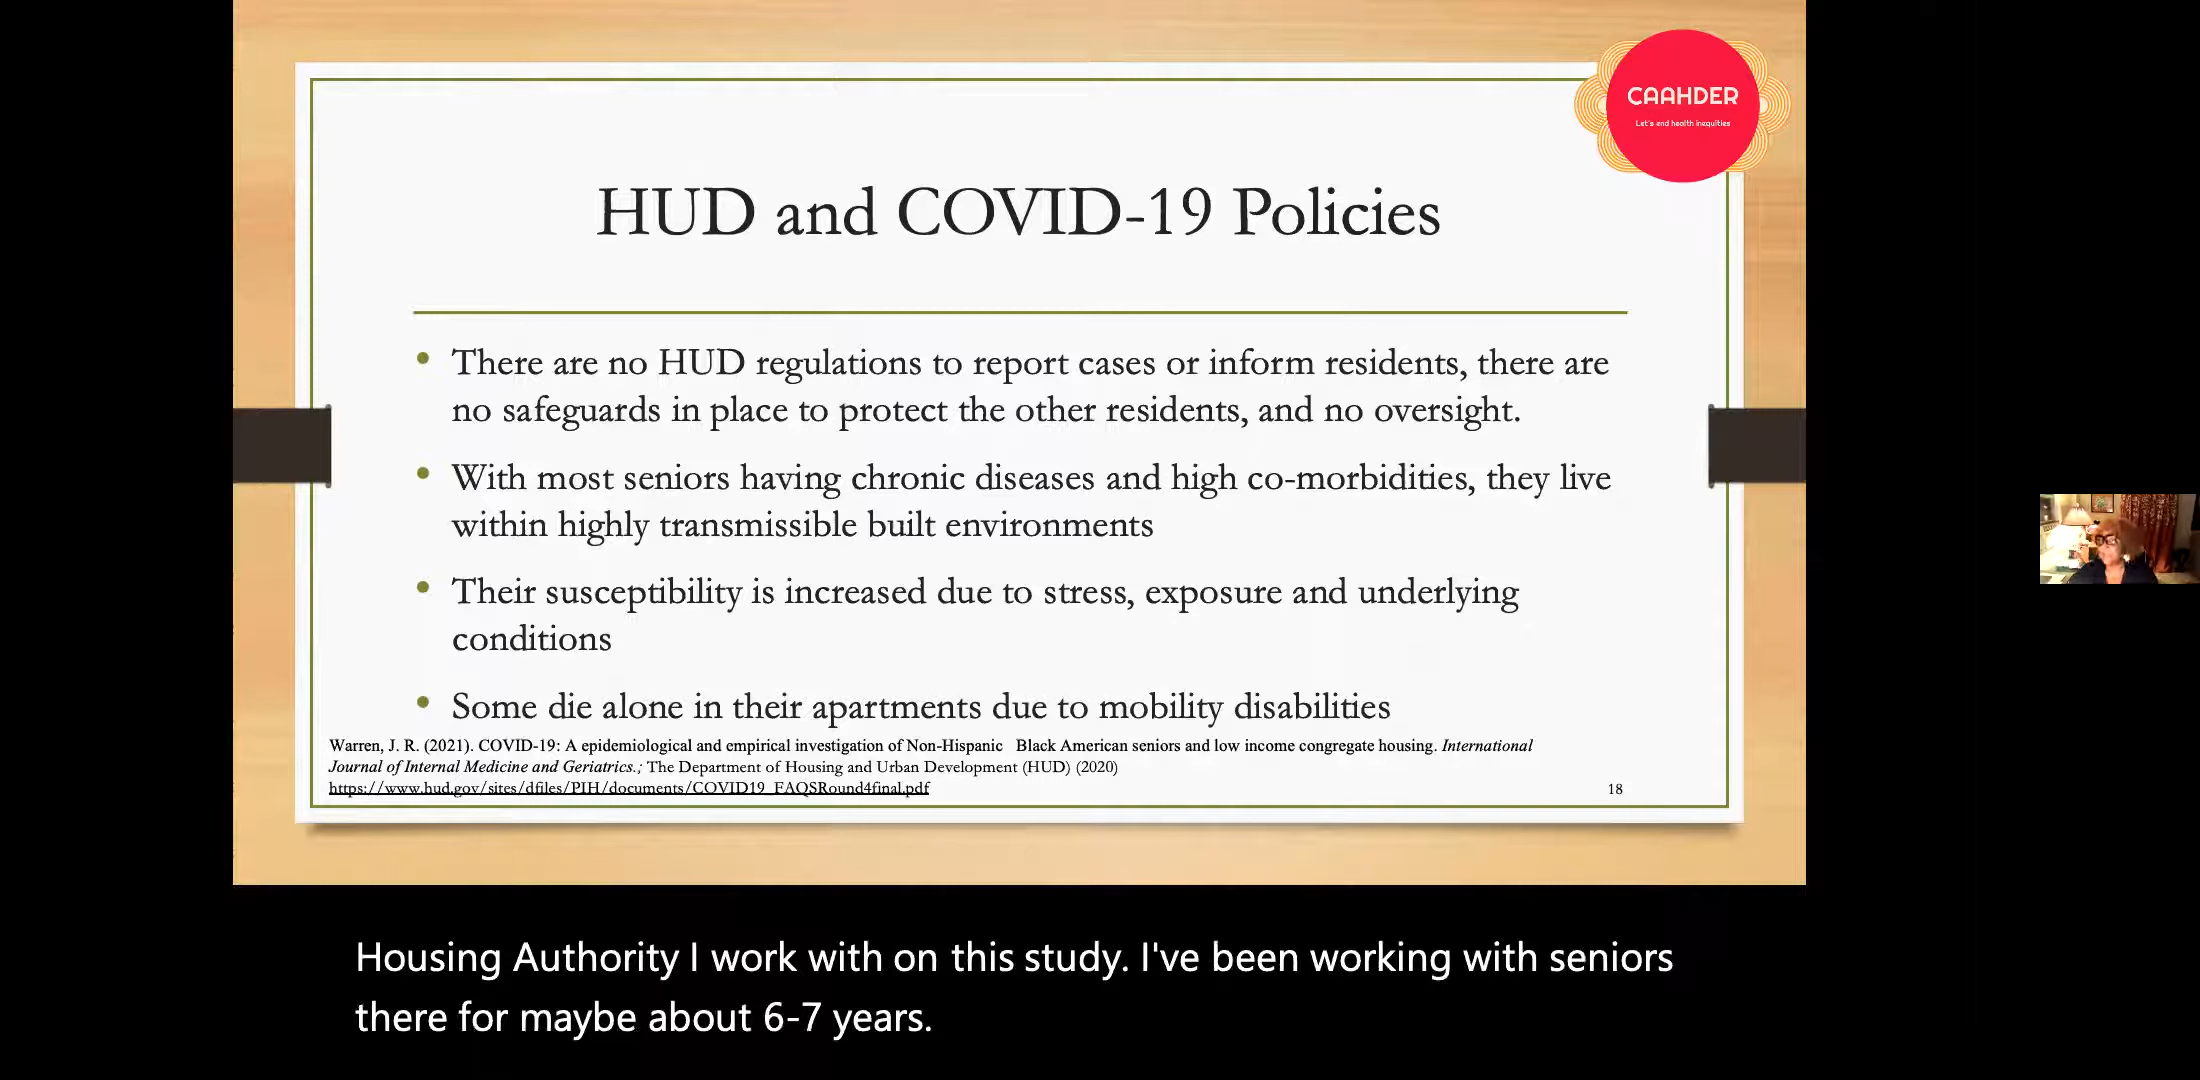 CAAHDER
Let's end health inequities
HUD and COVID-19 Policies
• There are no HUD regulations to report cases or inform residents, there are
no safeguards in place to protect the other residents, and no oversight.
• With most seniors having chronic diseases and high co-morbidities, they live
within highly transmissible built environments
• Their susceptibility is increased due to stress, exposure and underlying
conditions
• Some die alone in their apartments due to mobility disabilities
Warren, J. R. (2021). COVID-19: A epidemiological and empirical investigation of Non-Hispanic Black American seniors and low income congregate housing. International
Journal of Internal Medicine and Geriatrics.; The Department of Housing and Urban Development (HUD) (2020)
https://www.hud.gov/sites/dfiles/PIH/documents/COVID19_FAQSRound4final.pdf
18
Housing Authority I work with on this study. I've been working with seniors
there for maybe about 6-7 years.